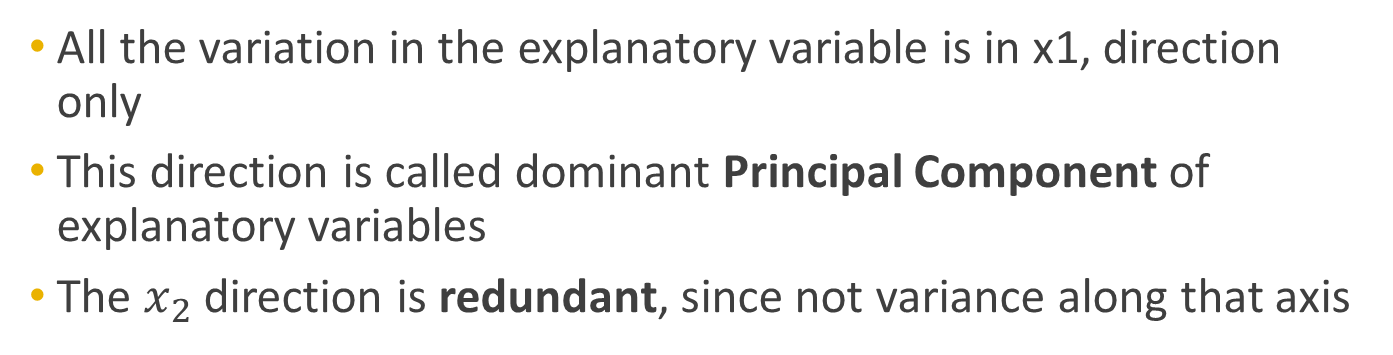 • All the variation in the explanatory variable is in x1, direction
only
• This direction is called dominant Principal Component of
explanatory variables
• The x₂ direction is redundant, since not variance along that axis